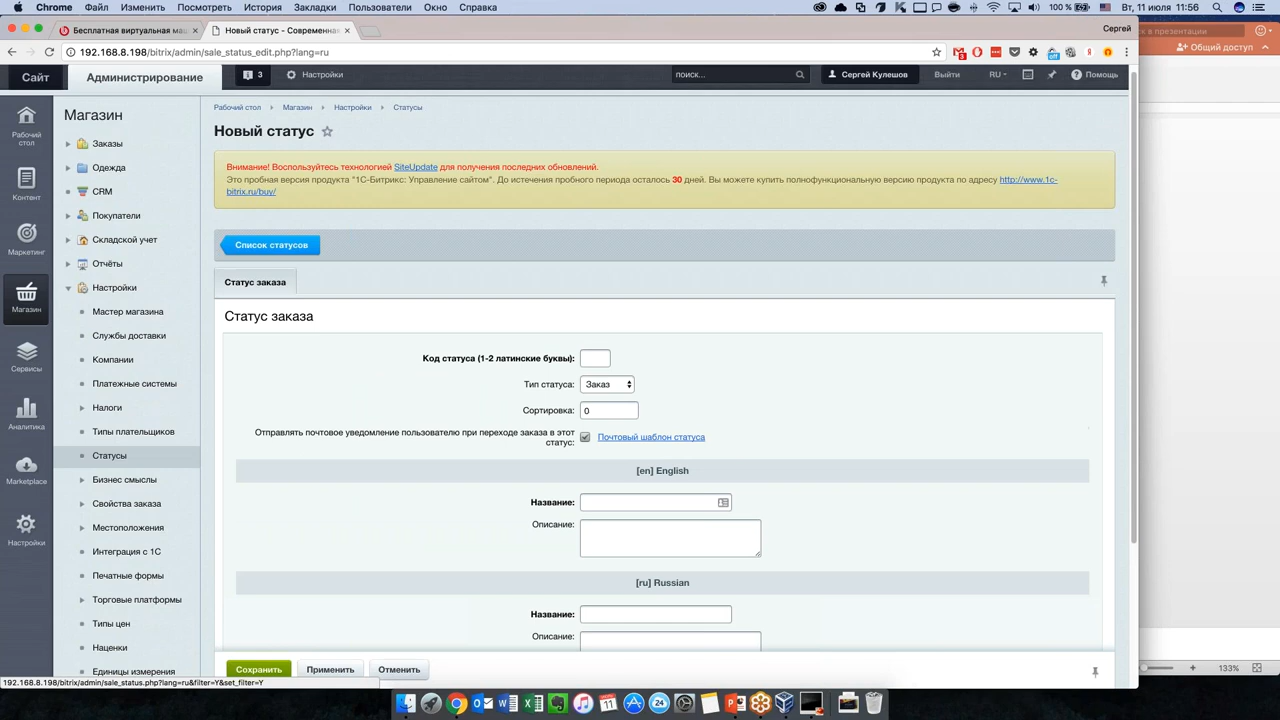 Chrome Файл Изменить Посмотреть История Закладки Пользователи Окно Справка 100 % Вт, 11 июля 11:56
Бесплатная виртуальная маш Новый статус - Современная Сергей
192.168.8.198/bitrix/admin/sale_status_edit.php?lang=ru
к в презентации
Общий доступ
Сайт Администрирование 3 Настройки поиск... Сергей Кулешов Выйти RU Помощь
Рабочий стол Магазин Настройки Статусы
Новый статус
Внимание! Воспользуйтесь технологией SiteUpdate для получения последних обновлений.
Это пробная версия продукта "1С-Битрикс: Управление сайтом". До истечения пробного периода осталось 30 дней. Вы можете купить полнофункциональную версию продукта по адресу http://www.1c-
bitrix.ru/buy/
Список статусов
Статус заказа
Статус заказа
Код статуса (1-2 латинские буквы):
Тип статуса: Заказ
Сортировка: 0
Отправлять почтовое уведомление пользователю при переходе заказа в этот
статус: Почтовый шаблон статуса
[en] English
Название:
Описание:
[ru] Russian
Название:
Описание:
Сохранить Применить Отменить
Рабочий
стол
Контент
Маркетинг
Магазин
Сервисы
Аналитика
Marketplace
Настройки
Магазин
Заказы
Одежда
CRM
Покупатели
Складской учет
Отчёты
Настройки
Мастер магазина
Службы доставки
Компании
Платежные системы
Налоги
Типы плательщиков
Статусы
Бизнес смыслы
Свойства заказа
Местоположения
Интеграция с 1С
Печатные формы
Торговые платформы
Типы цен
Наценки
Единицы измерения
192.168.8.198/bitrix/admin/sale_status.php?lang=ru&filter=Y&set_filter=Y
133%